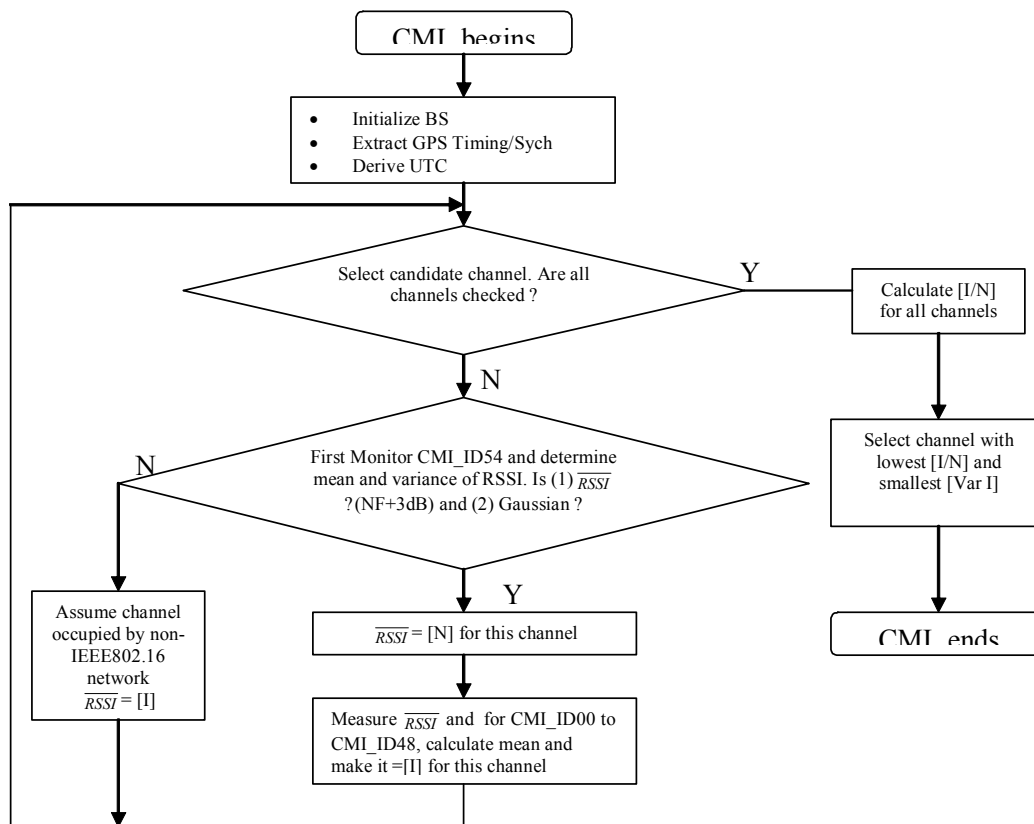 CMI begins
• Initialize BS
• Extract GPS Timing/Sych
• Derive UTC
Select candidate channel. Are all
channels checked ?
Y
Calculate [I/N]
for all channels
N
Select channel with
lowest [I/N] and
smallest [Var I]
N
First Monitor CMI_ID54 and determine
mean and variance of RSSI. Is (1) RSSI
?(NF+3dB) and (2) Gaussian ?
Y
CMI ends
Assume channel
occupied by non-
IEEE802.16
network
RSSI = [I]
RSSI = [N] for this channel
Measure RSSI and for CMI_ID00 to
CMI_ID48, calculate mean and
make it =[I] for this channel